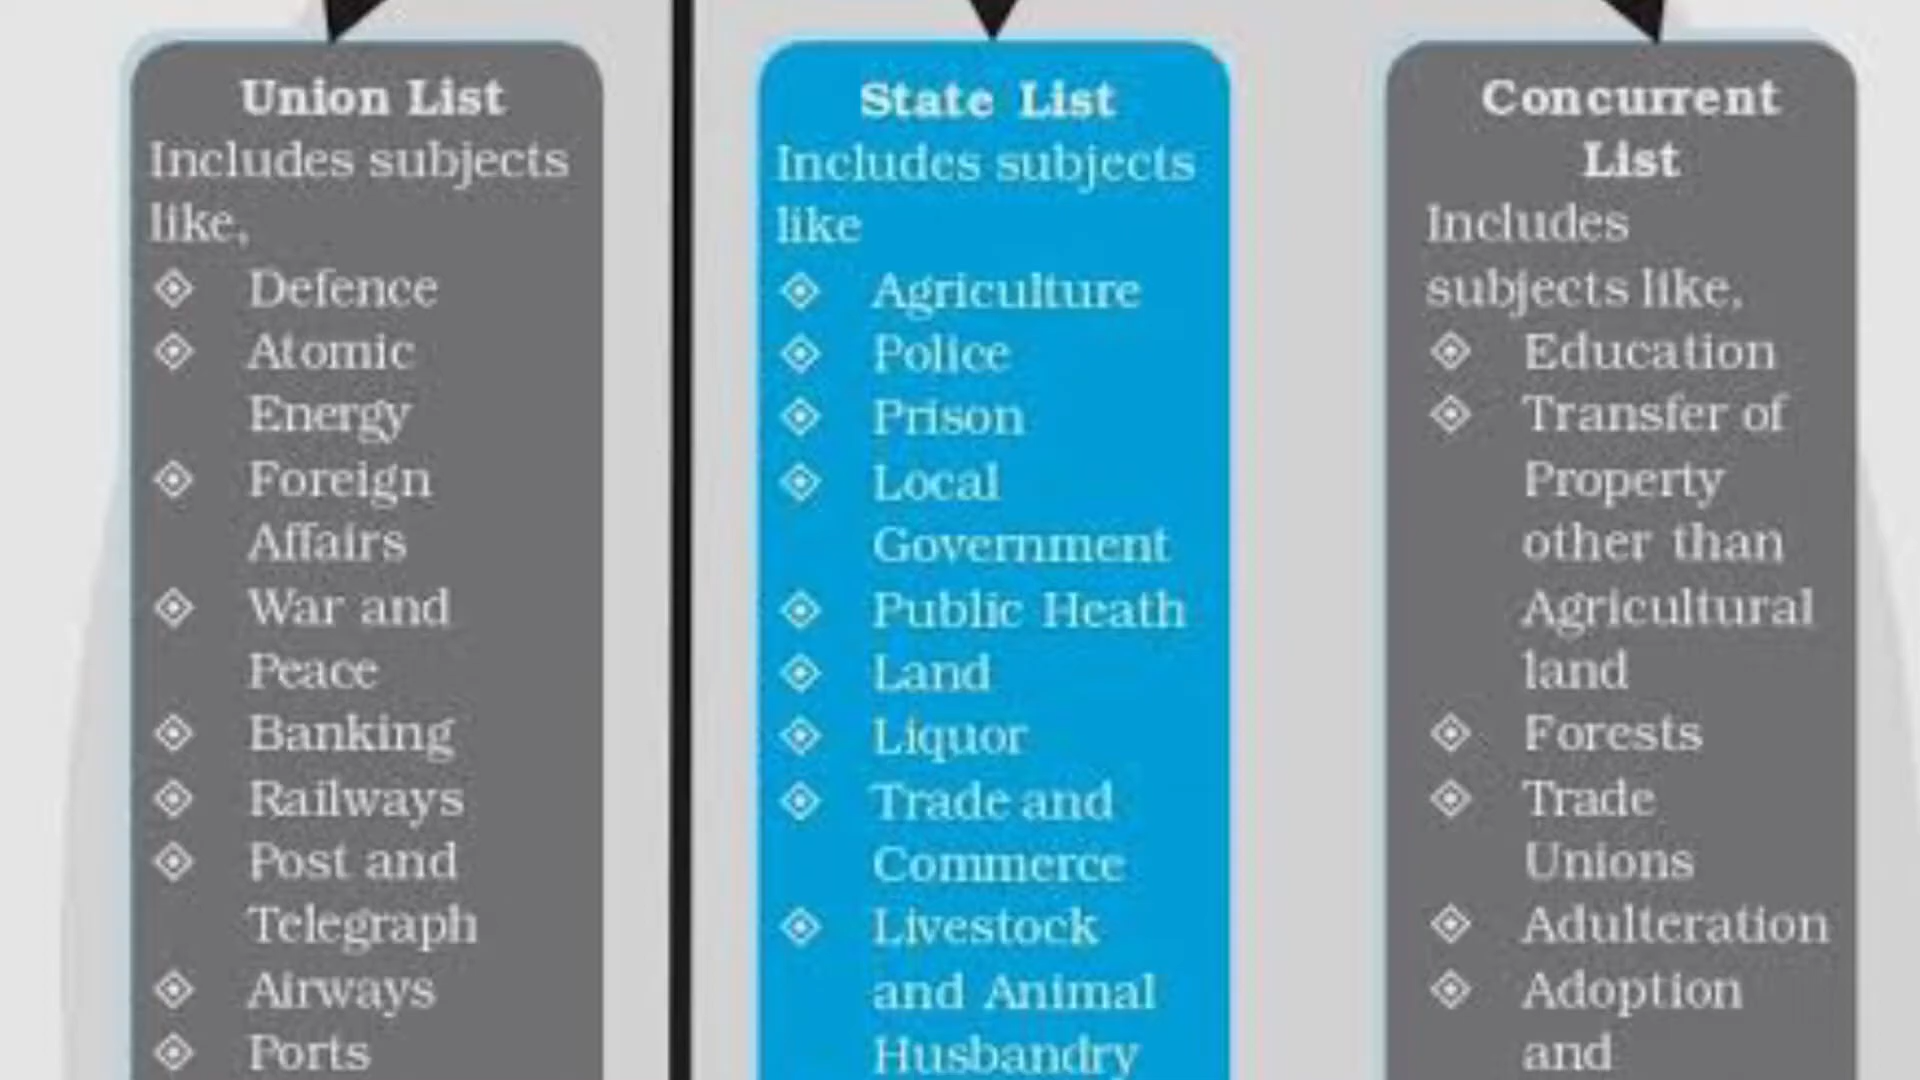 Union List
Includes subjects
like,
Defence
Atomic
Energy
Foreign
Affairs
War and
Peace
Banking
Railways
Post and
Telegraph
Airways
Ports
State List
Includes subjects
like
Agriculture
Police
Prison
Local
Government
Public Heath
Land
Liquor
Trade and
Commerce
Livestock
and Animal
Husbandry
Concurrent
List
Includes
subjects like,
Education
Transfer of
Property
other than
Agricultural
land
Forests
Trade
Unions
Adulteration
Adoption
and